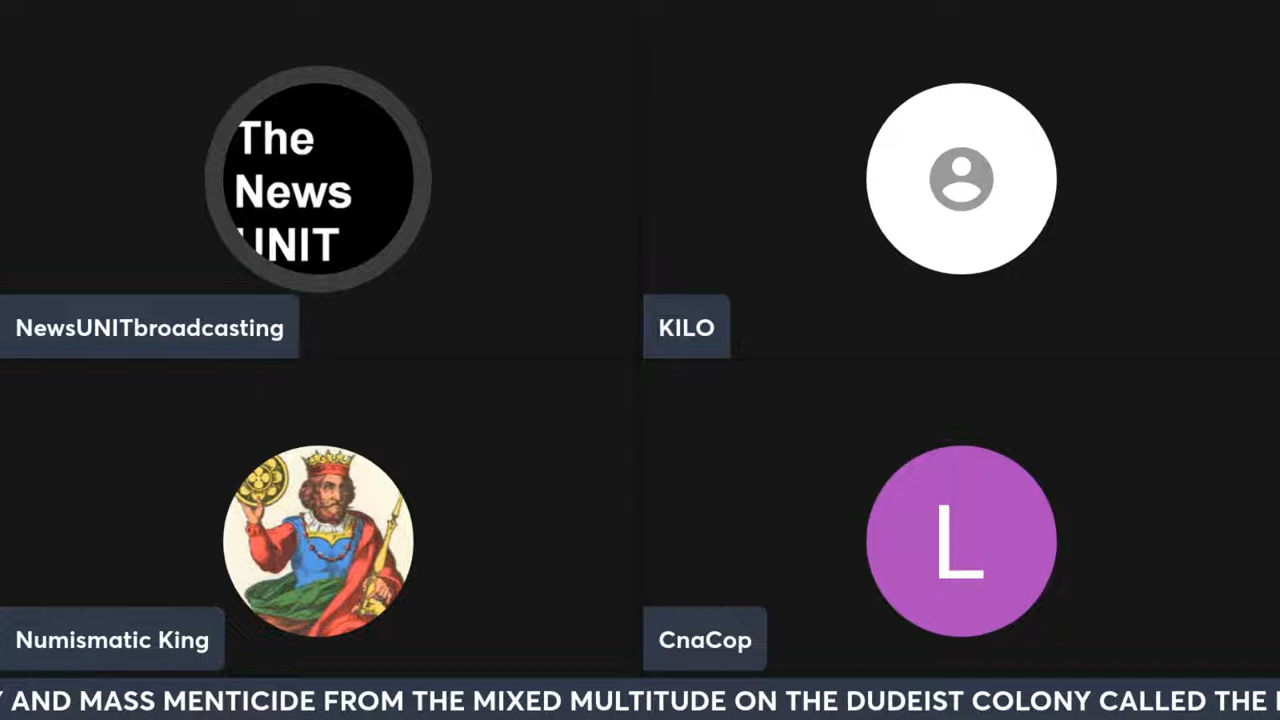 The
News
UNIT
NewsUNITbroadcasting
KILO
Numismatic King
L
CnaCop
AND MASS MENTICIDE FROM THE MIXED MULTITUDE ON THE DUDEIST COLONY CALLED THE